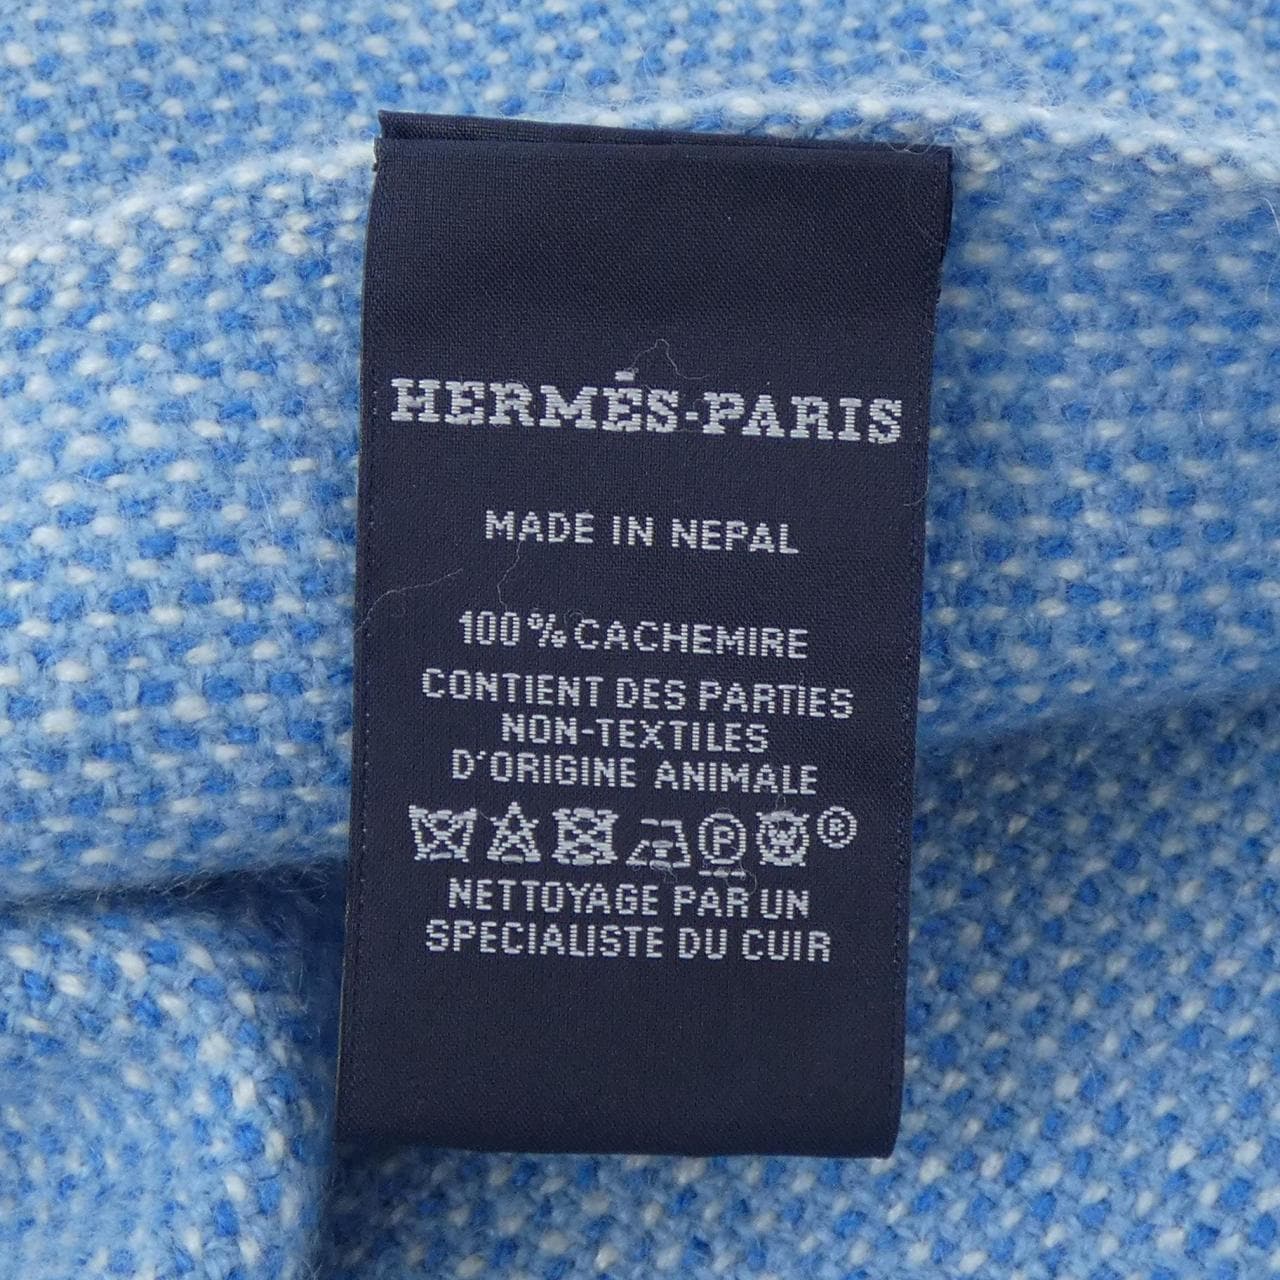 HERMÈS-PARIS
MADE IN NEPAL
100% CACHEMIRE
CONTIENT DES PARTIES
NON-TEXTILES
D'ORIGINE ANIMALE
P W ®
NETTOYAGE PAR UN
SPECIALISTE DU CUIR